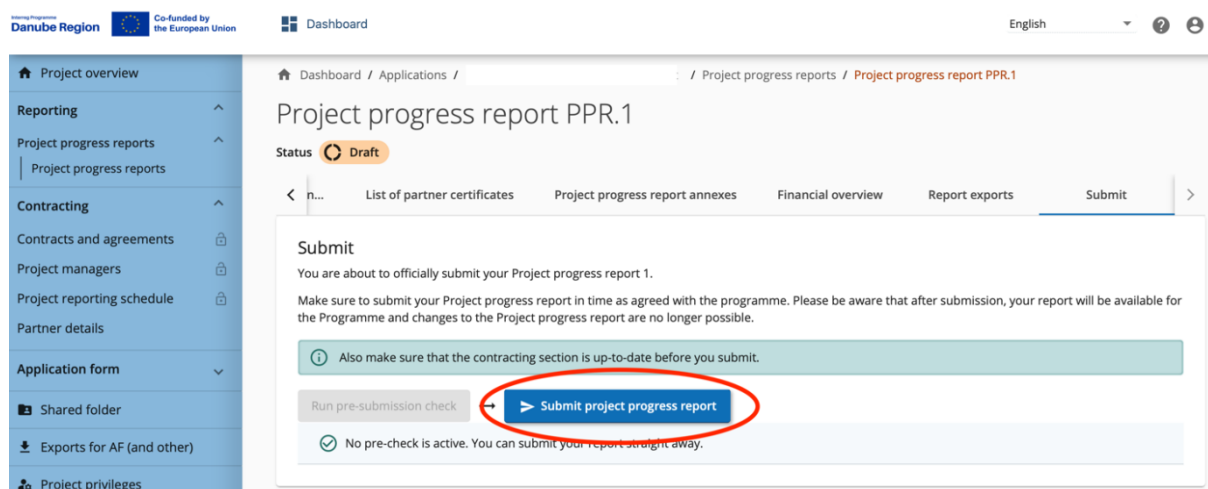 Interreg Programme
Danube Region
Co-funded by
the European Union
Dashboard
English
Project overview
Reporting
Project progress reports
Project progress reports
Contracting
Contracts and agreements
Project managers
Project reporting schedule
Partner details
Application form
Shared folder
Exports for AF (and other)
Project privileges
Dashboard / Applications / / Project progress reports / Project progress report PPR.1
Project progress report PPR.1
Status Draft
n... List of partner certificates Project progress report annexes Financial overview Report exports Submit
Submit
You are about to officially submit your Project progress report 1.
Make sure to submit your Project progress report in time as agreed with the programme. Please be aware that after submission, your report will be available for
the Programme and changes to the Project progress report are no longer possible.
Also make sure that the contracting section is up-to-date before you submit.
Run pre-submission check → Submit project progress report
No pre-check is active. You can submit your report straight away.